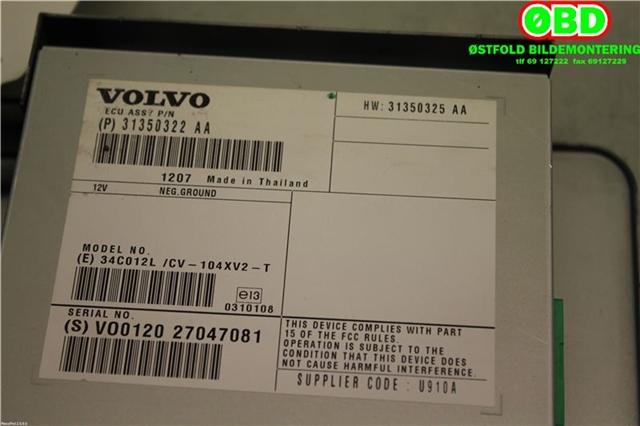 ØBD
ØSTFOLD BILDEMONTERING
tlf 69 127222 fax 69127229
VOLVO
ECU ASSY P/N
(P) 31350322 AA
HW: 31350325 AA
1207 Made in Thailand
12V NEG.GROUND
MODEL NO.
(E) 34C012L /CV-104XV2-T
e13
0310108
SERIAL NO.
(S) VO0120 27047081
THIS DEVICE COMPLIES WITH PART
15 OF THE FCC RULES.
OPERATION IS SUBJECT TO THE
CONDITION THAT THIS DEVICE DOES
NOT CAUSE HARMFUL INTERFERENCE.
SUPPLIER CODE : U910A